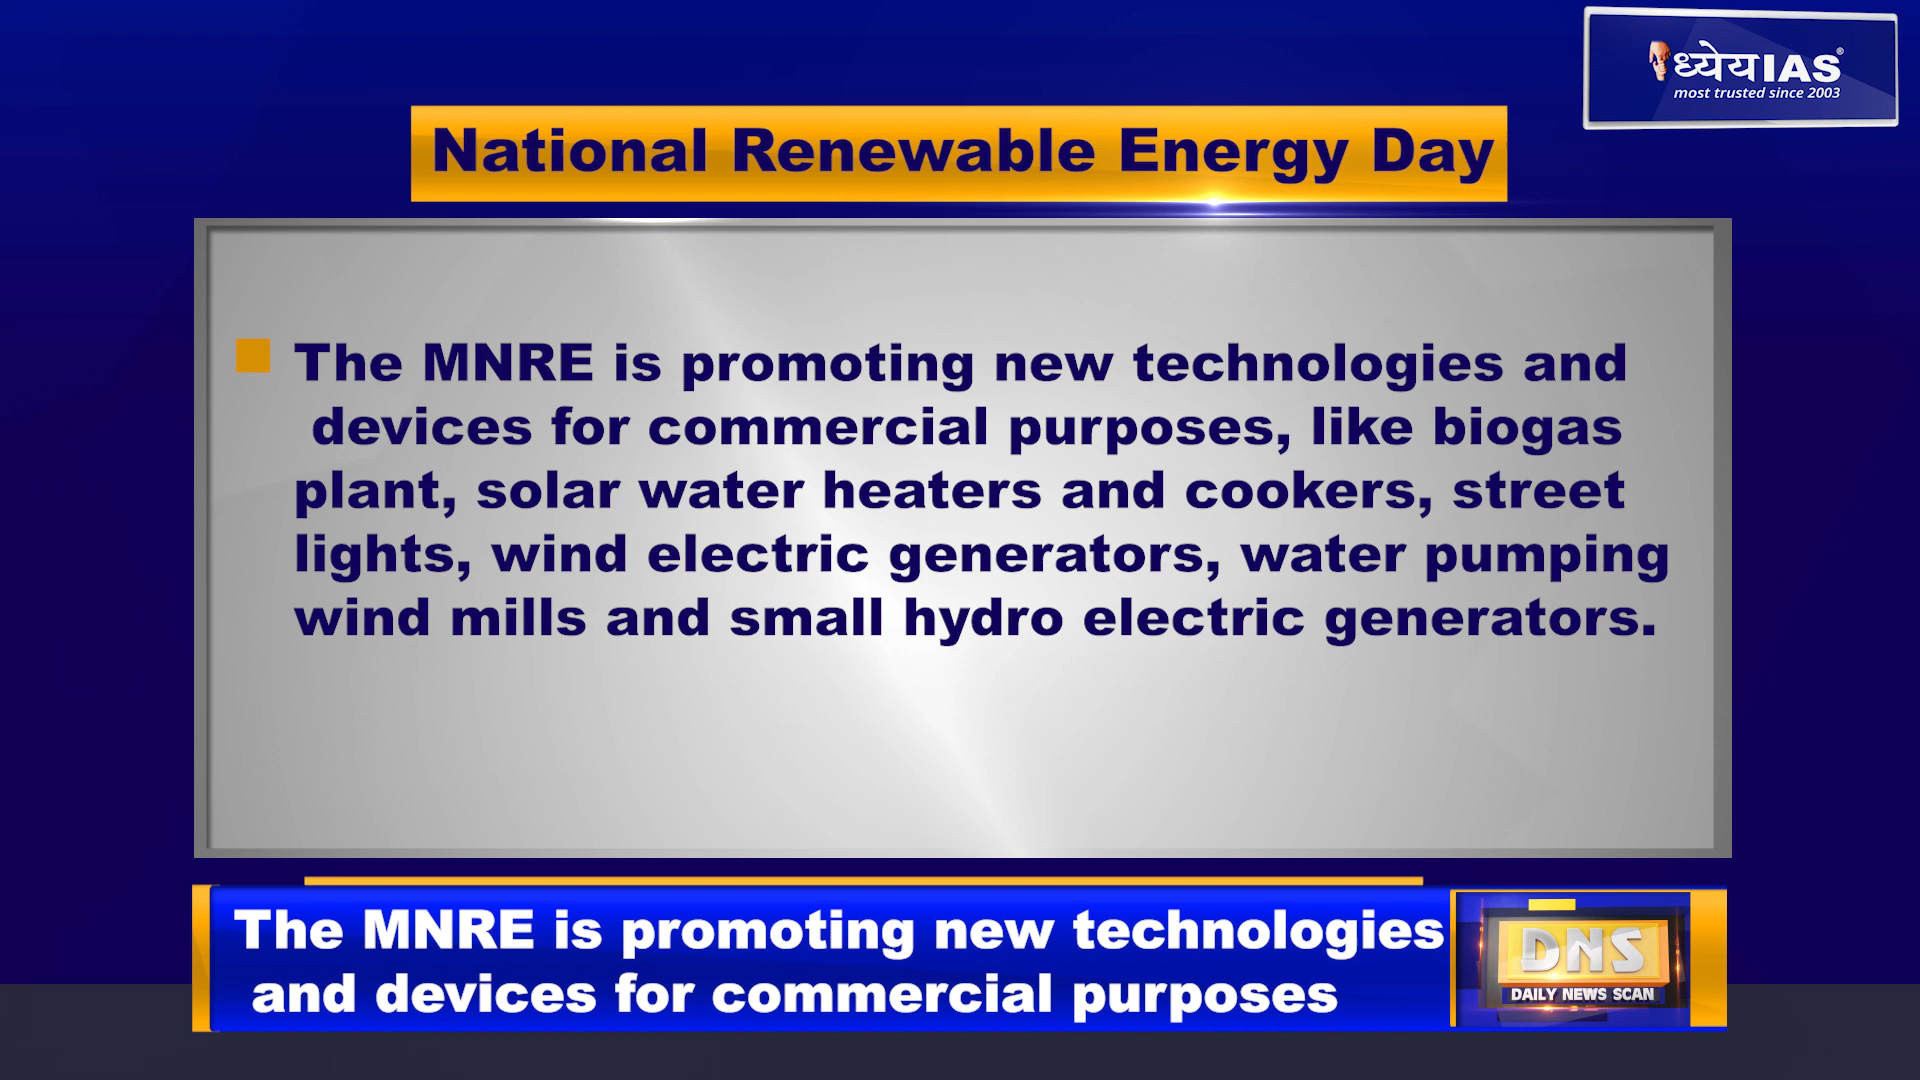 ध्येयIAS®
most trusted since 2003
National Renewable Energy Day
The MNRE is promoting new technologies and
devices for commercial purposes, like biogas
plant, solar water heaters and cookers, street
lights, wind electric generators, water pumping
wind mills and small hydro electric generators.
The MNRE is promoting new technologies
and devices for commercial purposes
DNS
DAILY NEWS SCAN